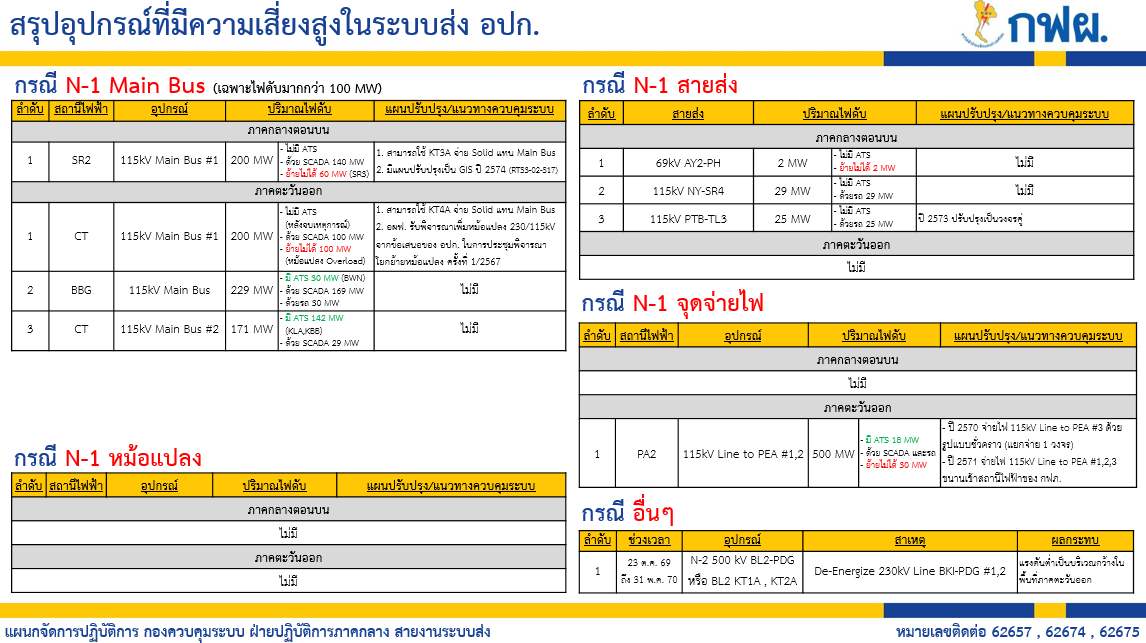 สรุปอุปกรณ์ที่มีความเสี่ยงสูงในระบบส่ง อปก.
กฟผ.
กรณี N-1 Main Bus (เฉพาะไฟดับมากกว่า 100 MW)
ลำดับ สถานีไฟฟ้า อุปกรณ์ ปริมาณไฟดับ แผนปรับปรุง/แนวทางควบคุมระบบ
ภาคกลางตอนบน
1 SR2 115kV Main Bus #1 200 MW
- ไม่มี ATS
- ด้วย SCADA 140 MW
- ย้ายไม่ได้ 60 MW (SR3)
1. สามารถใช้ KT3A จ่าย Solid แทน Main Bus
2. มีแผนปรับปรุงเป็น GIS ปี 2574 (RTS3-02-S17)
ภาคตะวันออก
1 CT 115kV Main Bus #1 200 MW
- ไม่มี ATS
(หลังจบเหตุการณ์)
- ด้วย SCADA 100 MW
- ย้ายไม่ได้ 100 MW
(หม้อแปลง Overload)
1. สามารถใช้ KT4A จ่าย Solid แทน Main Bus
2. อผฟ. รับพิจารณาเพิ่มหม้อแปลง 230/115kV
จากข้อเสนอของ อปก. ในการประชุมพิจารณา
โยกย้ายหม้อแปลง ครั้งที่ 1/2567
2 BBG 115kV Main Bus 229 MW
- มี ATS 30 MW (BWN)
- ด้วย SCADA 169 MW
- ด้วยรถ 30 MW
ไม่มี
3 CT 115kV Main Bus #2 171 MW
- มี ATS 142 MW
(KLA,KBB)
- ด้วย SCADA 29 MW
ไม่มี
กรณี N-1 หม้อแปลง
ลำดับ สถานีไฟฟ้า อุปกรณ์ ปริมาณไฟดับ แผนปรับปรุง/แนวทางควบคุมระบบ
ภาคกลางตอนบน
ไม่มี
ภาคตะวันออก
ไม่มี
กรณี N-1 สายส่ง
ลำดับ สายส่ง ปริมาณไฟดับ แผนปรับปรุง/แนวทางควบคุมระบบ
ภาคกลางตอนบน
1 69kV AY2-PH 2 MW
- ไม่มี ATS
- ย้ายไม่ได้ 2 MW
ไม่มี
2 115kV NY-SR4 29 MW
- ไม่มี ATS
- ด้วยรถ 29 MW
ไม่มี
3 115kV PTB-TL3 25 MW
- ไม่มี ATS
- ด้วยรถ 25 MW
ปี 2573 ปรับปรุงเป็นวงจรคู่
ภาคตะวันออก
ไม่มี
กรณี N-1 จุดจ่ายไฟ
ลำดับ สถานีไฟฟ้า อุปกรณ์ ปริมาณไฟดับ แผนปรับปรุง/แนวทางควบคุมระบบ
ภาคกลางตอนบน
ไม่มี
ภาคตะวันออก
1 PA2 115kV Line to PEA #1,2 500 MW
- มี ATS 18 MW
- ด้วย SCADA และรถ
- ย้ายไม่ได้ 30 MW
- ปี 2570 จ่ายไฟ 115kV Line to PEA #3 ด้วย
รูปแบบชั่วคราว (แยกจ่าย 1 วงจร)
- ปี 2571 จ่ายไฟ 115kV Line to PEA #1,2,3
ขนานเข้าสถานีไฟฟ้าของ กฟภ.
กรณี อื่นๆ
ลำดับ ช่วงเวลา อุปกรณ์ สาเหตุ ผลกระทบ
1
23 ต.ค. 69
ถึง 31 พ.ค. 70
N-2 500 kV BL2-PDG
หรือ BL2 KT1A , KT2A
De-Energize 230kV Line BKI-PDG #1,2
แรงดันต่ำเป็นบริเวณกว้างใน
พื้นที่ภาคตะวันออก
แผนกจัดการปฏิบัติการ กองควบคุมระบบ ฝ่ายปฏิบัติการภาคกลาง สายงานระบบส่ง
หมายเลขติดต่อ 62657 , 62674 , 62675